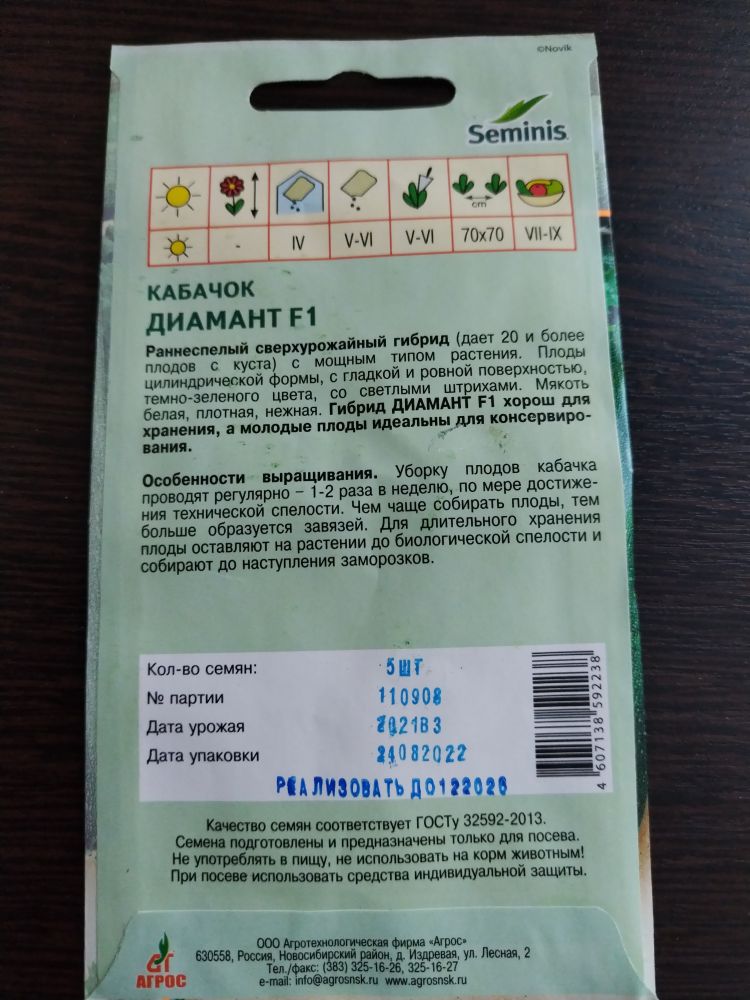 ©Novik
Seminis
cm
- IV V-VI V-VI 70x70 VII-IX
КАБАЧОК
ДИАМАНТ F1
Раннеспелый сверхурожайный гибрид (дает 20 и более
плодов с куста) с мощным типом растения. Плоды
цилиндрической формы, с гладкой и ровной поверхностью,
темно-зеленого цвета, со светлыми штрихами. Мякоть
белая, плотная, нежная. Гибрид ДИАМАНТ F1 хорош для
хранения, а молодые плоды идеальны для консервиро-
вания.
Особенности выращивания. Уборку плодов кабачка
проводят регулярно – 1-2 раза в неделю, по мере достиже-
ния технической спелости. Чем чаще собирать плоды, тем
больше образуется завязей. Для длительного хранения
плоды оставляют на растении до биологической спелости и
собирают до наступления заморозков.
Кол-во семян: 5ШТ
№ партии 110908
Дата урожая 2021В3
Дата упаковки 24082022
РЕАЛИЗОВАТЬ ДО
4 607138 592238
Качество семян соответствует ГОСТу 32592-2013.
Семена подготовлены и предназначены только для посева.
Не употреблять в пищу, не использовать на корм животным!
При посеве использовать средства индивидуальной защиты.
АГРОС
ООО Агротехнологическая фирма «Агрос»
630558, Россия, Новосибирский район, д. Издревая, ул. Лесная, 2
Тел./факс: (383) 325-16-26, 325-16-27
e-mail: info@agrosnsk.ru www.agrosnsk.ru